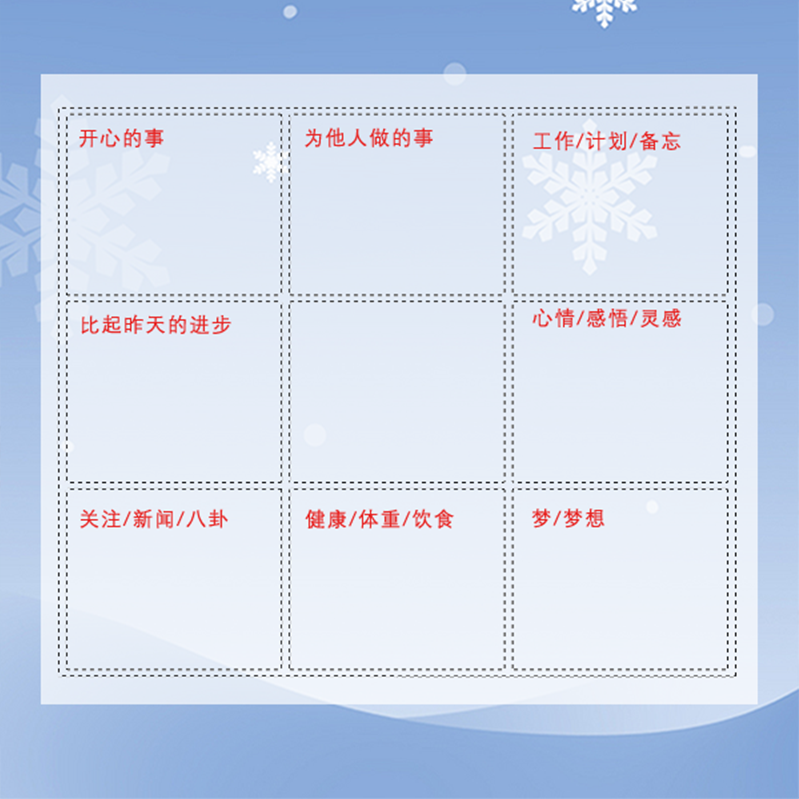 开心的事
为他人做的事
工作/计划/备忘
比起昨天的进步
心情/感悟/灵感
关注/新闻/八卦
健康/体重/饮食
梦/梦想